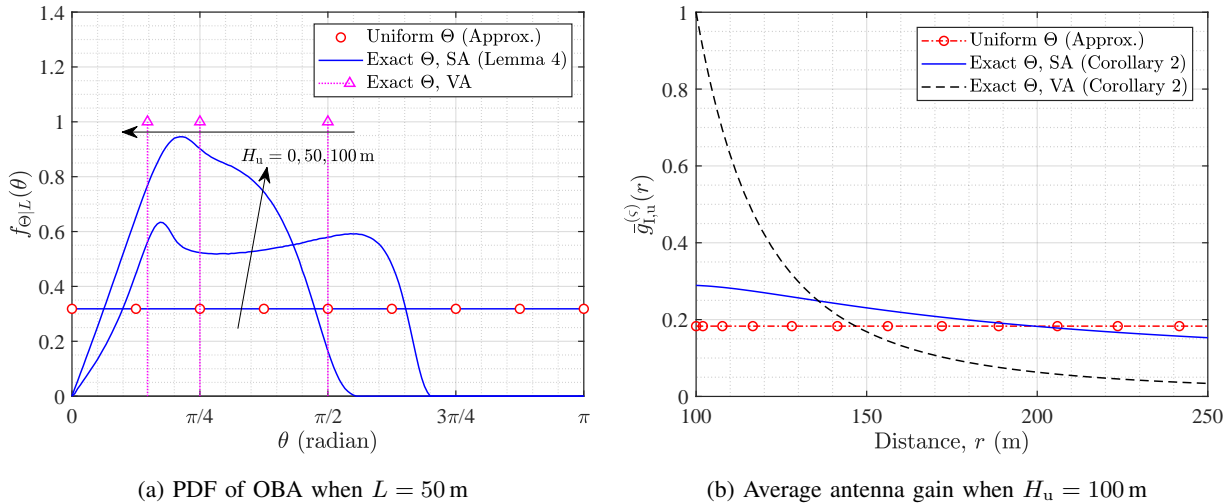 1.4
1.2
1
0.8
0.6
0.4
0.2
0
f_{Θ|L}(θ)
Uniform Θ (Approx.)
Exact Θ, SA (Lemma 4)
Exact Θ, VA
H_u = 0, 50, 100 m
0 π/4 π/2 3π/4 π
θ (radian)
(a) PDF of OBA when L = 50 m
1
0.8
0.6
0.4
0.2
0
ḡ_{I,u}^{(ς)}(r)
Uniform Θ (Approx.)
Exact Θ, SA (Corollary 2)
Exact Θ, VA (Corollary 2)
100 150 200 250
Distance, r (m)
(b) Average antenna gain when H_u = 100 m